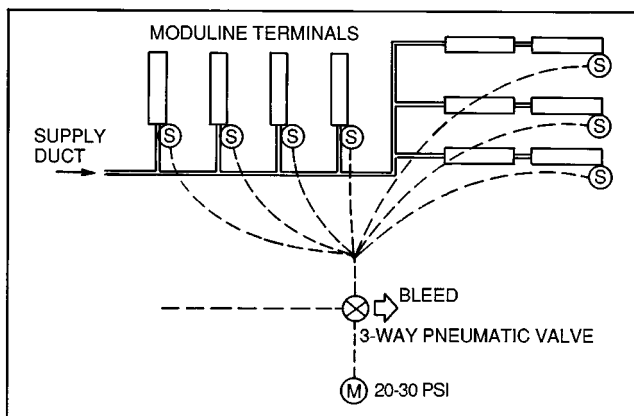 MODULINE TERMINALS
S
S
S
S
S
S
S
SUPPLY
DUCT
BLEED
3-WAY PNEUMATIC VALVE
M 20-30 PSI